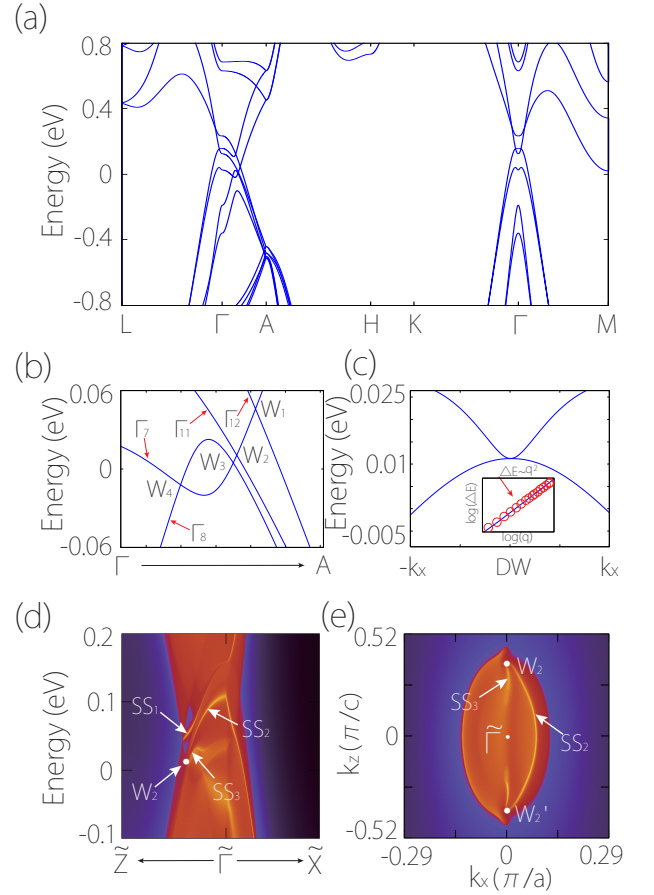 (a)
0.8
0.4
0
-0.4
-0.8
Energy (eV)
L Γ A H K Γ M
(b)
0.06
0
-0.06
Energy (eV)
Γ₇
Γ₁₁
Γ₁₂
W₁
W₂
W₃
W₄
Γ₈
Γ A
(c)
0.025
0.01
-0.005
Energy (eV)
ΔE~q²
log(ΔE)
log(q)
-kₓ DW kₓ
(d)
0.2
0.1
0
-0.1
Energy (eV)
SS₁
SS₂
W₂
SS₃
Z̃ Γ̃ X̃
(e)
0.52
0
-0.52
k_z(π/c)
W₂
SS₃
Γ̃
SS₂
W₂'
-0.29 0 0.29
kₓ(π/a)